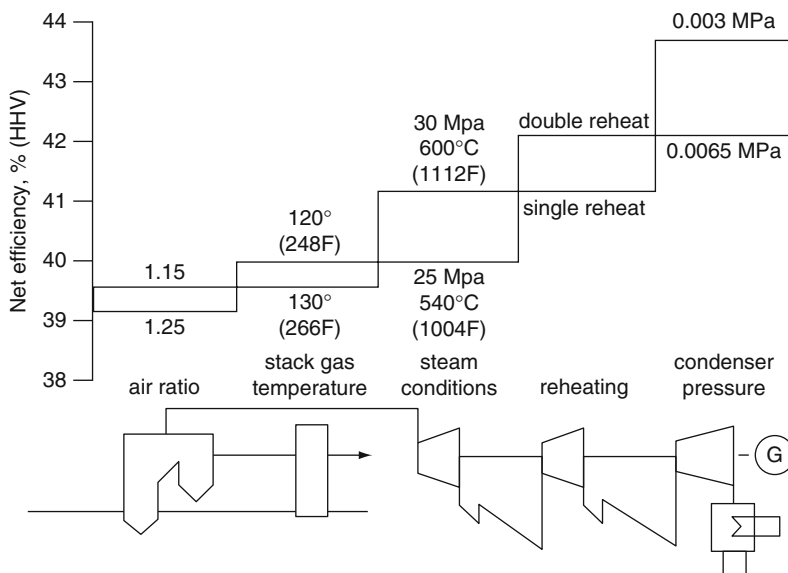 Net efficiency, % (HHV)
44
43
42
41
40
39
38
1.15
1.25
120°
(248F)
130°
(266F)
30 Mpa
600°C
(1112F)
25 Mpa
540°C
(1004F)
double reheat
single reheat
0.003 MPa
0.0065 MPa
air ratio
stack gas
temperature
steam
conditions
reheating
condenser
pressure
G